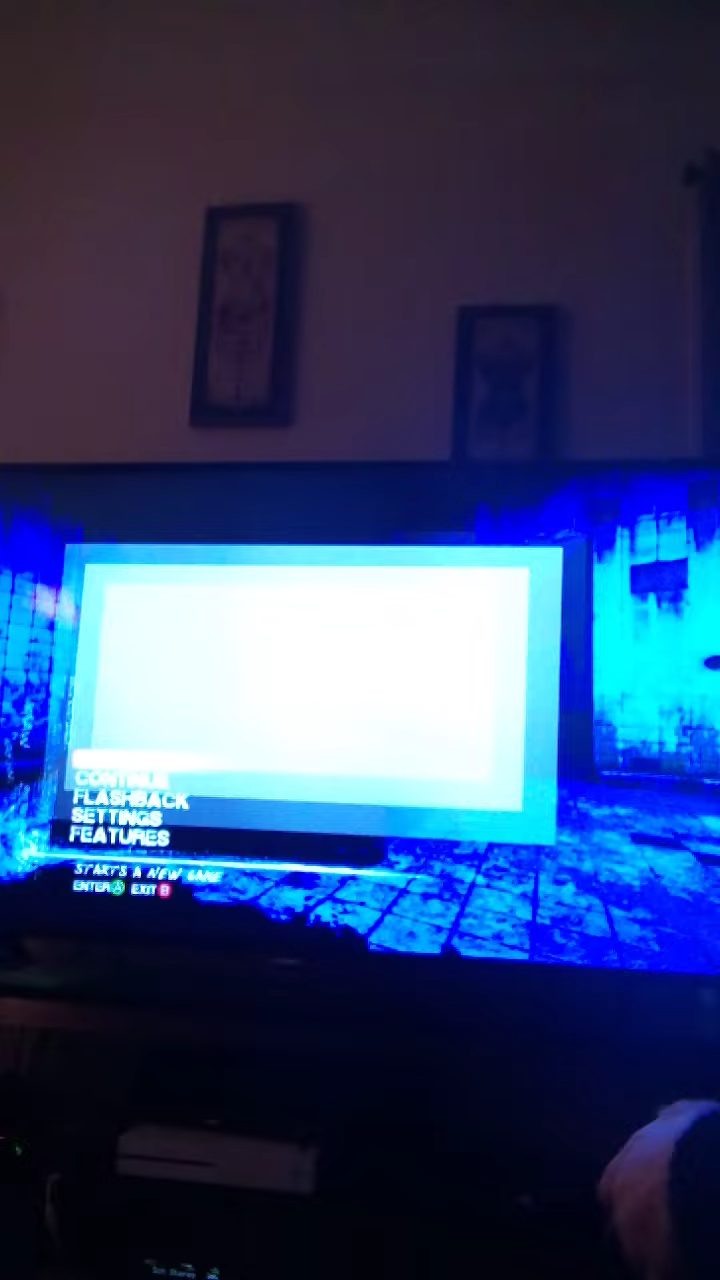 CONTINUE
FLASHBACK
SETTINGS
FEATURES
STARTS A NEW GAME
ENTER A EXIT B